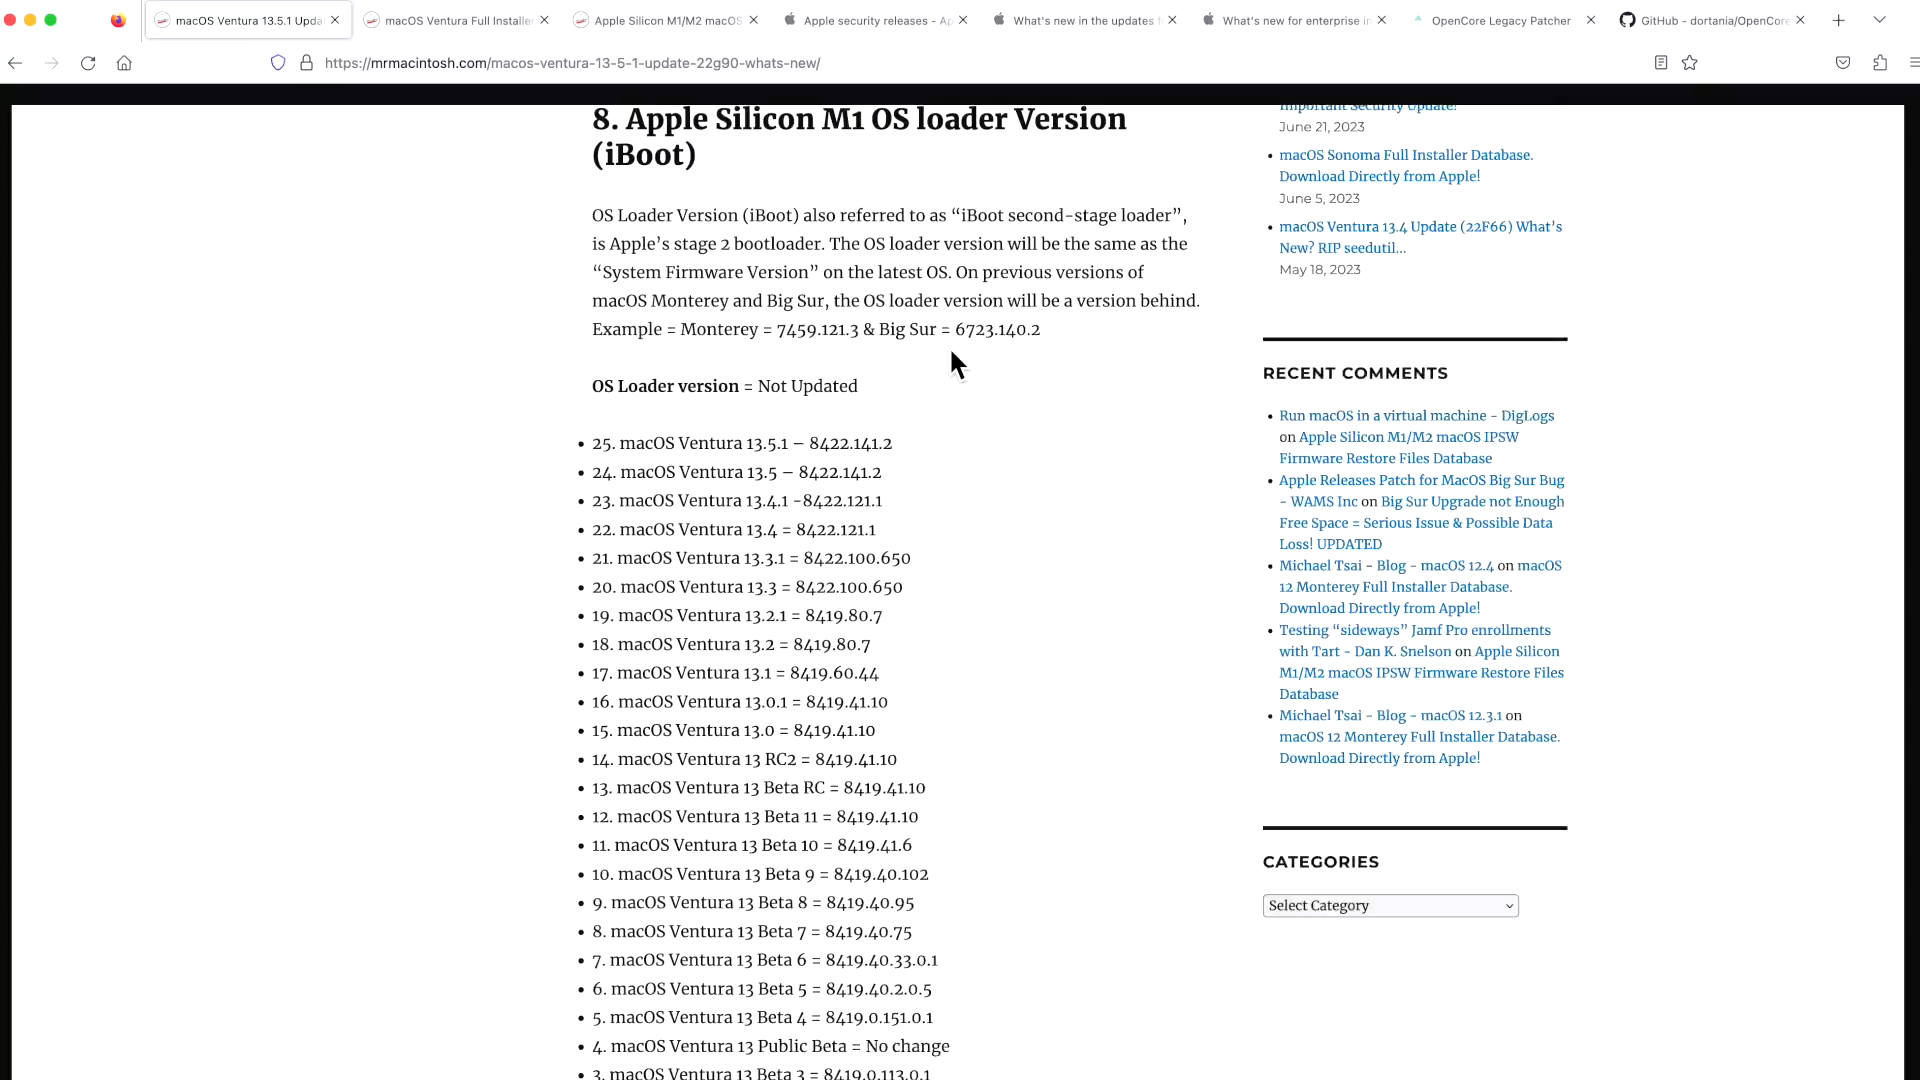 macOS Ventura 13.5.1 Upda
macOS Ventura Full Installe
Apple Silicon M1/M2 macOS
Apple security releases - Ap
What's new in the updates f
What's new for enterprise in
OpenCore Legacy Patcher
GitHub - dortania/OpenCore
https://mrmacintosh.com/macos-ventura-13-5-1-update-22g90-whats-new/
8. Apple Silicon M1 OS loader Version
(iBoot)
OS Loader Version (iBoot) also referred to as “iBoot second-stage loader”,
is Apple’s stage 2 bootloader. The OS loader version will be the same as the
“System Firmware Version” on the latest OS. On previous versions of
macOS Monterey and Big Sur, the OS loader version will be a version behind.
Example = Monterey = 7459.121.3 & Big Sur = 6723.140.2
OS Loader version = Not Updated
• 25. macOS Ventura 13.5.1 – 8422.141.2
• 24. macOS Ventura 13.5 – 8422.141.2
• 23. macOS Ventura 13.4.1 -8422.121.1
• 22. macOS Ventura 13.4 = 8422.121.1
• 21. macOS Ventura 13.3.1 = 8422.100.650
• 20. macOS Ventura 13.3 = 8422.100.650
• 19. macOS Ventura 13.2.1 = 8419.80.7
• 18. macOS Ventura 13.2 = 8419.80.7
• 17. macOS Ventura 13.1 = 8419.60.44
• 16. macOS Ventura 13.0.1 = 8419.41.10
• 15. macOS Ventura 13.0 = 8419.41.10
• 14. macOS Ventura 13 RC2 = 8419.41.10
• 13. macOS Ventura 13 Beta RC = 8419.41.10
• 12. macOS Ventura 13 Beta 11 = 8419.41.10
• 11. macOS Ventura 13 Beta 10 = 8419.41.6
• 10. macOS Ventura 13 Beta 9 = 8419.40.102
• 9. macOS Ventura 13 Beta 8 = 8419.40.95
• 8. macOS Ventura 13 Beta 7 = 8419.40.75
• 7. macOS Ventura 13 Beta 6 = 8419.40.33.0.1
• 6. macOS Ventura 13 Beta 5 = 8419.40.2.0.5
• 5. macOS Ventura 13 Beta 4 = 8419.0.151.0.1
• 4. macOS Ventura 13 Public Beta = No change
• 3. macOS Ventura 13 Beta 3 = 8419.0.113.0.1
Important Security Update!
June 21, 2023
• macOS Sonoma Full Installer Database.
Download Directly from Apple!
June 5, 2023
• macOS Ventura 13.4 Update (22F66) What’s
New? RIP seedutil...
May 18, 2023
RECENT COMMENTS
• Run macOS in a virtual machine - DigLogs
on Apple Silicon M1/M2 macOS IPSW
Firmware Restore Files Database
• Apple Releases Patch for MacOS Big Sur Bug
- WAMS Inc on Big Sur Upgrade not Enough
Free Space = Serious Issue & Possible Data
Loss! UPDATED
• Michael Tsai - Blog - macOS 12.4 on macOS
12 Monterey Full Installer Database.
Download Directly from Apple!
• Testing “sideways” Jamf Pro enrollments
with Tart - Dan K. Snelson on Apple Silicon
M1/M2 macOS IPSW Firmware Restore Files
Database
• Michael Tsai - Blog - macOS 12.3.1 on
macOS 12 Monterey Full Installer Database.
Download Directly from Apple!
CATEGORIES
Select Category